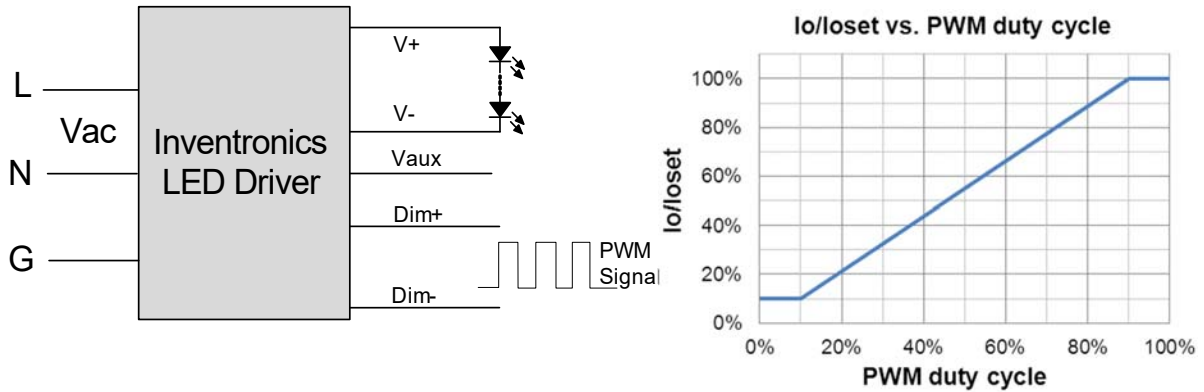 L
Vac
N
G
Inventronics
LED Driver
V+
V-
Vaux
Dim+
Dim-
PWM
Signal
Io/Ioset vs. PWM duty cycle
Io/Ioset
100%
80%
60%
40%
20%
0%
0% 20% 40% 60% 80% 100%
PWM duty cycle